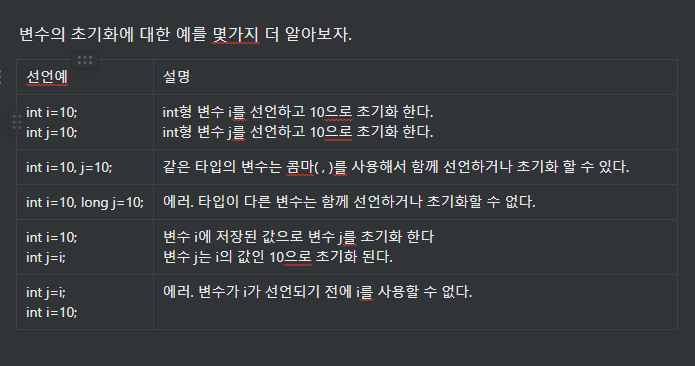 변수의 초기화에 대한 예를 몇가지 더 알아보자.
선언예 설명
int i=10; int형 변수 i를 선언하고 10으로 초기화 한다.
int j=10; int형 변수 j를 선언하고 10으로 초기화 한다.
int i=10, j=10; 같은 타입의 변수는 콤마( , )를 사용해서 함께 선언하거나 초기화 할 수 있다.
int i=10, long j=10; 에러. 타입이 다른 변수는 함께 선언하거나 초기화할 수 없다.
int i=10; 변수 i에 저장된 값으로 변수 j를 초기화 한다
int j=i; 변수 j는 i의 값인 10으로 초기화 된다.
int j=i; 에러. 변수가 i가 선언되기 전에 i를 사용할 수 없다.
int i=10;